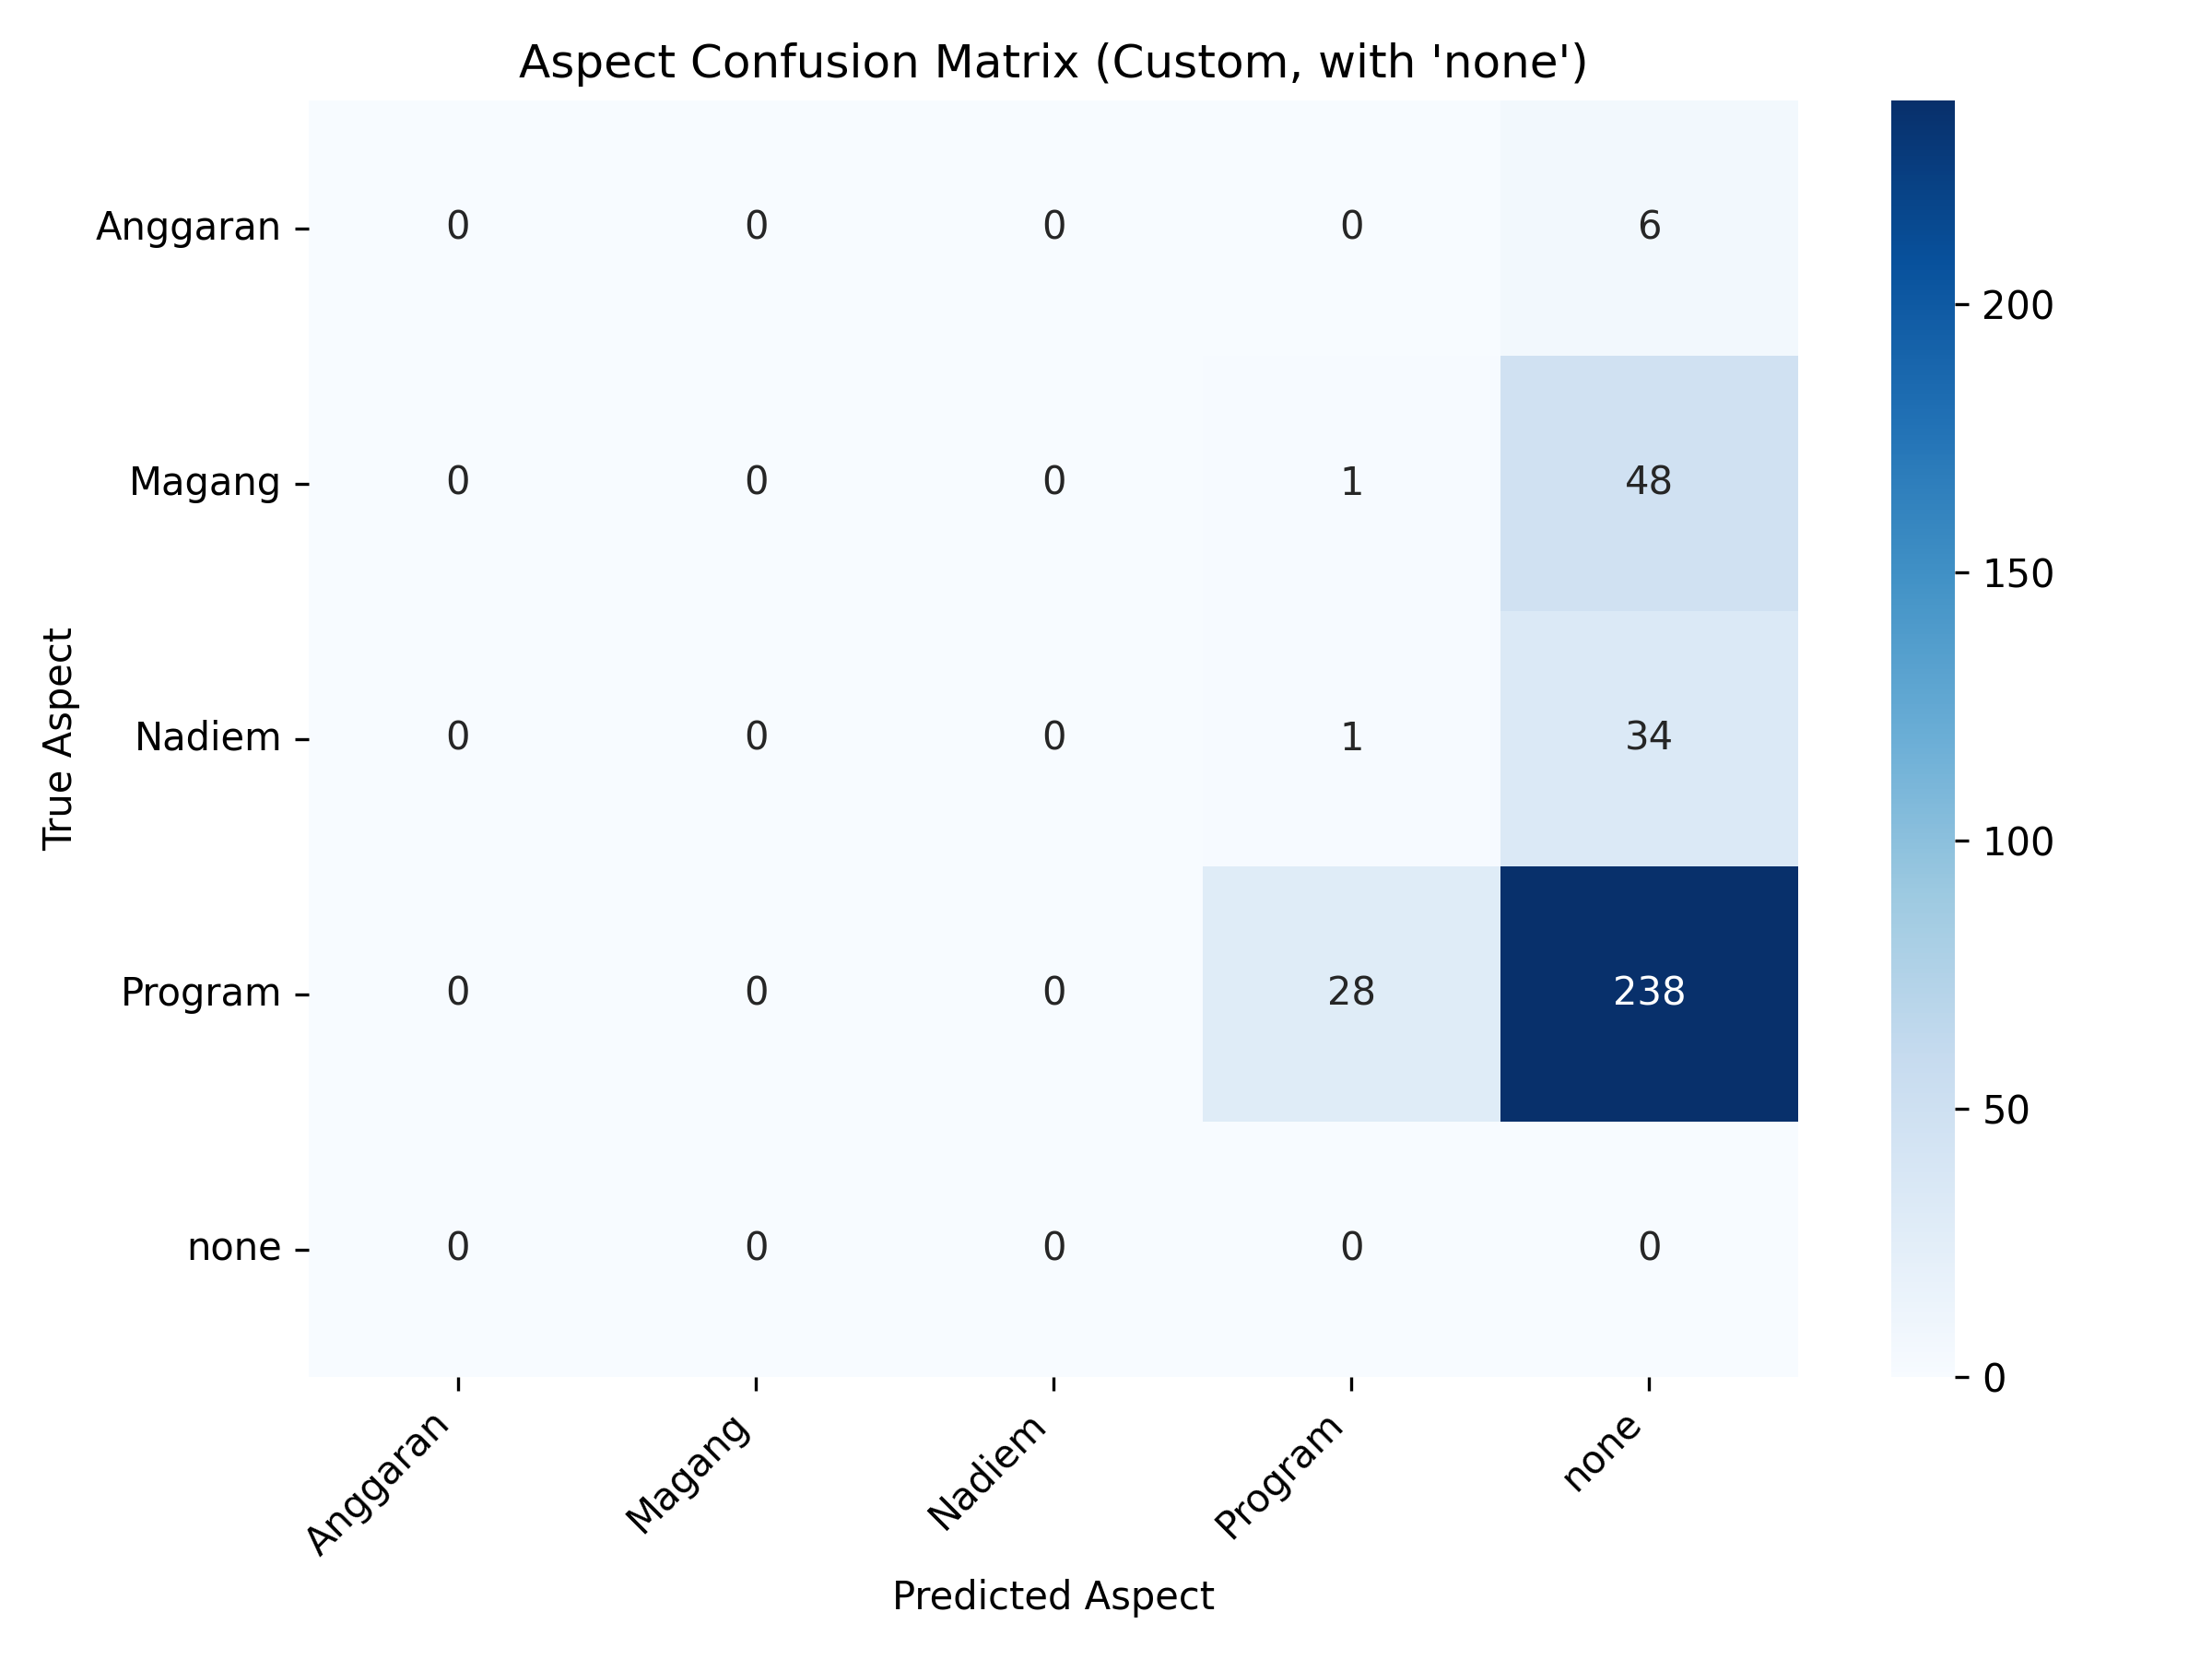 Aspect Confusion Matrix (Custom, with 'none')
True Aspect
Anggaran 0 0 0 0 6
Magang 0 0 0 1 48
Nadiem 0 0 0 1 34
Program 0 0 0 28 238
none 0 0 0 0 0
Anggaran Magang Nadiem Program none
Predicted Aspect
200
150
100
50
0